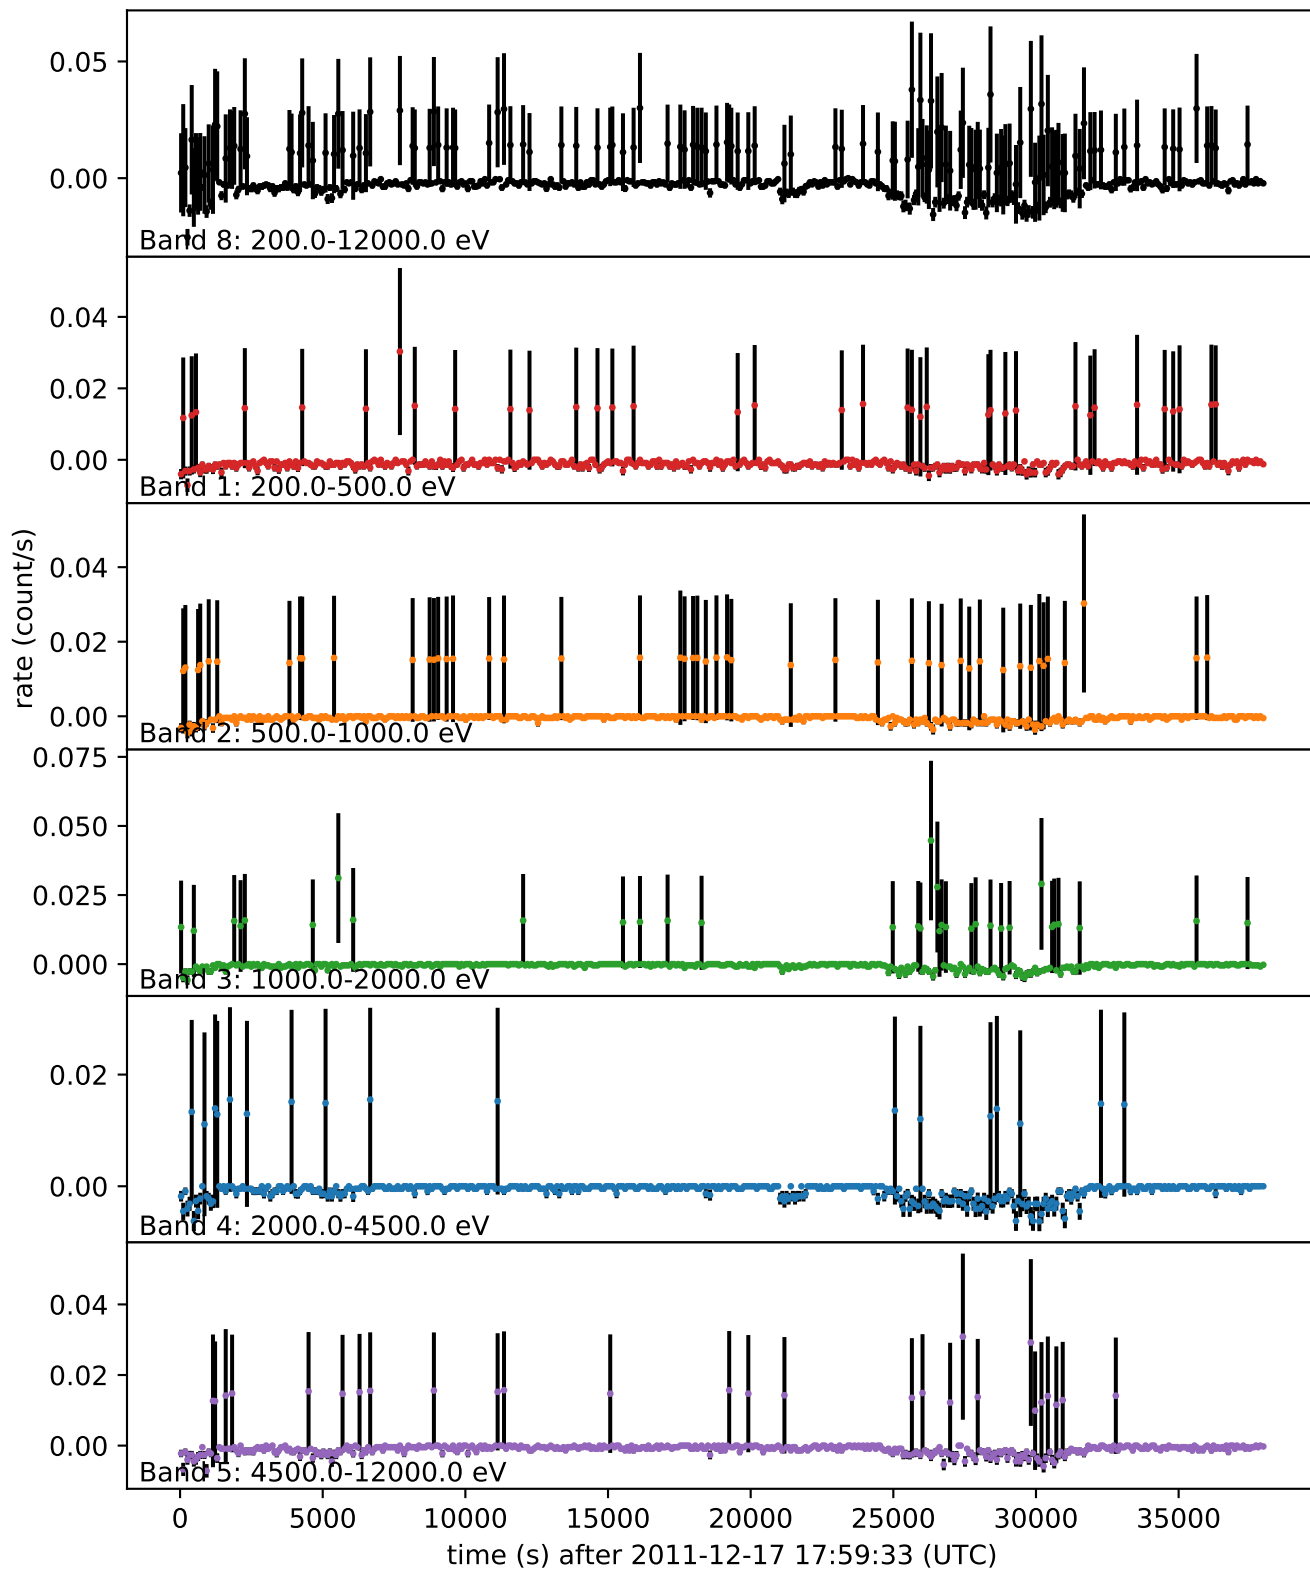 0.05
0.00
Band 8: 200.0-12000.0 eV
0.04
0.02
0.00
Band 1: 200.0-500.0 eV
rate (count/s)
0.04
0.02
0.00
Band 2: 500.0-1000.0 eV
0.075
0.050
0.025
0.000
Band 3: 1000.0-2000.0 eV
0.02
0.00
Band 4: 2000.0-4500.0 eV
0.04
0.02
0.00
Band 5: 4500.0-12000.0 eV
0 5000 10000 15000 20000 25000 30000 35000
time (s) after 2011-12-17 17:59:33 (UTC)